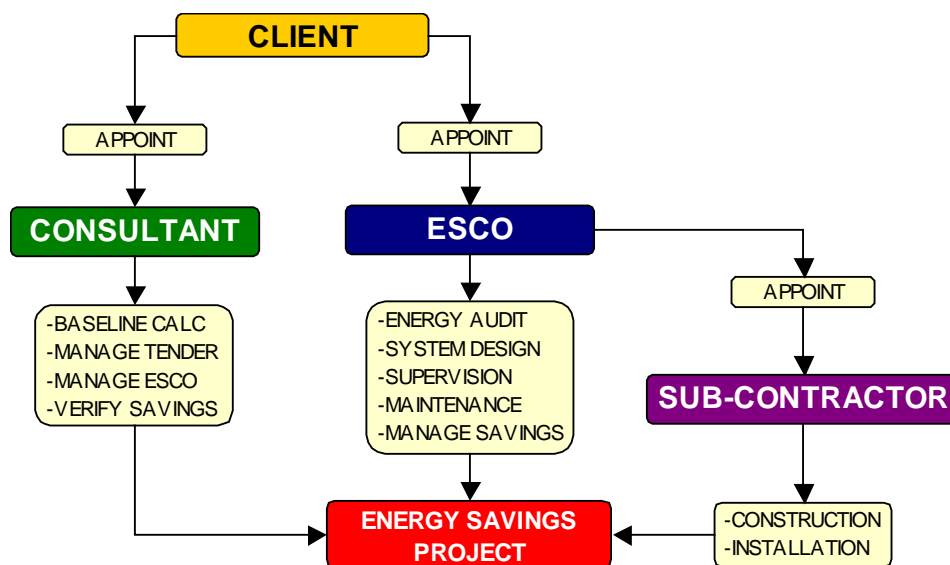 CLIENT
APPOINT
APPOINT
CONSULTANT
ESCO
APPOINT
-BASELINE CALC
-MANAGE TENDER
-MANAGE ESCO
-VERIFY SAVINGS
-ENERGY AUDIT
-SYSTEM DESIGN
-SUPERVISION
-MAINTENANCE
-MANAGE SAVINGS
SUB-CONTRACTOR
ENERGY SAVINGS
PROJECT
-CONSTRUCTION
-INSTALLATION